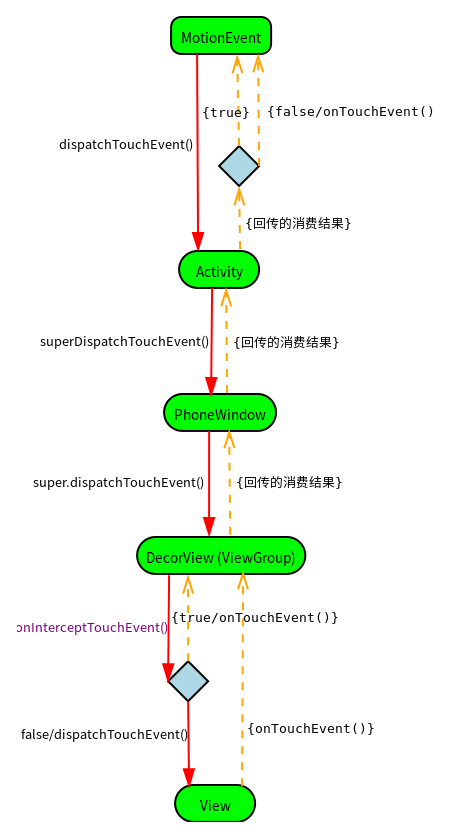 MotionEvent
{true}
{false/onTouchEvent()
dispatchTouchEvent()
{回传的消费结果}
Activity
superDispatchTouchEvent()
{回传的消费结果}
PhoneWindow
super.dispatchTouchEvent()
{回传的消费结果}
DecorView (ViewGroup)
{true/onTouchEvent()}
onInterceptTouchEvent()
false/dispatchTouchEvent()
{onTouchEvent()}
View